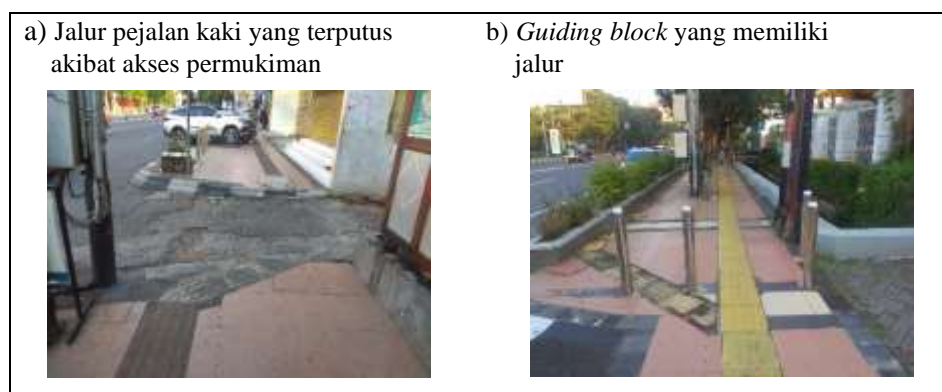 a) Jalur pejalan kaki yang terputus
akibat akses permukiman
b) Guiding block yang memiliki
jalur